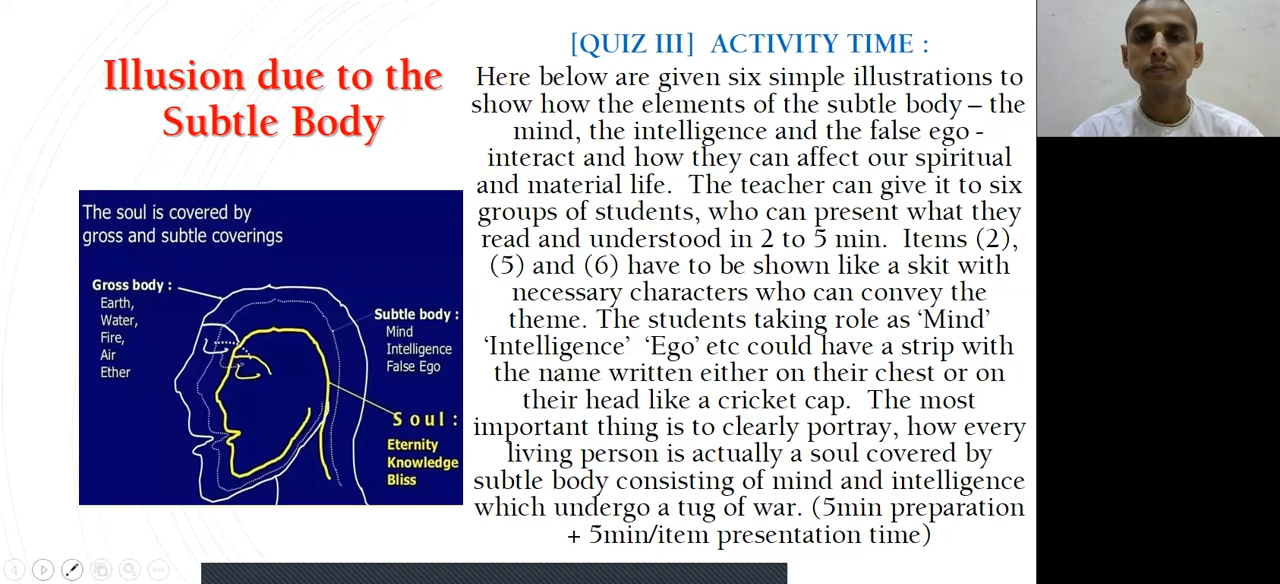 Illusion due to the
Subtle Body
The soul is covered by
gross and subtle coverings
Gross body :
Earth,
Water,
Fire,
Air
Ether
Subtle body :
Mind
Intelligence
False Ego
Soul :
Eternity
Knowledge
Bliss
[QUIZ III] ACTIVITY TIME :
Here below are given six simple illustrations to
show how the elements of the subtle body – the
mind, the intelligence and the false ego -
interact and how they can affect our spiritual
and material life. The teacher can give it to six
groups of students, who can present what they
read and understood in 2 to 5 min. Items (2),
(5) and (6) have to be shown like a skit with
necessary characters who can convey the
theme. The students taking role as ‘Mind’
‘Intelligence’ ‘Ego’ etc could have a strip with
the name written either on their chest or on
their head like a cricket cap. The most
important thing is to clearly portray, how every
living person is actually a soul covered by
subtle body consisting of mind and intelligence
which undergo a tug of war. (5min preparation
+ 5min/item presentation time)